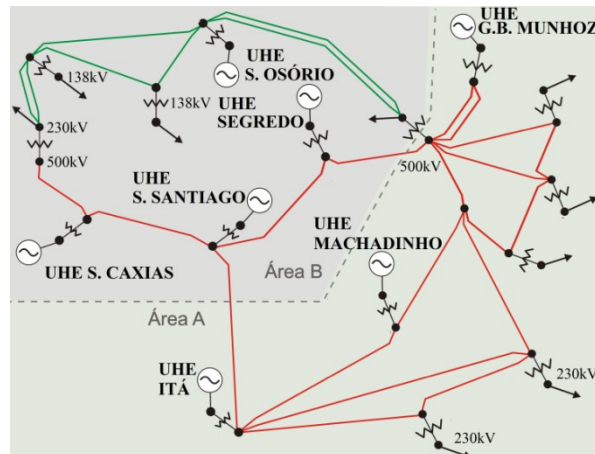 UHE
G.B. MUNHOZ
UHE
S. OSÓRIO
138kV
138kV
UHE
SEGREDO
230kV
500kV
500kV
UHE
S. SANTIAGO
UHE
MACHADINHO
UHE S. CAXIAS
Área B
Área A
UHE
ITÁ
230kV
230kV